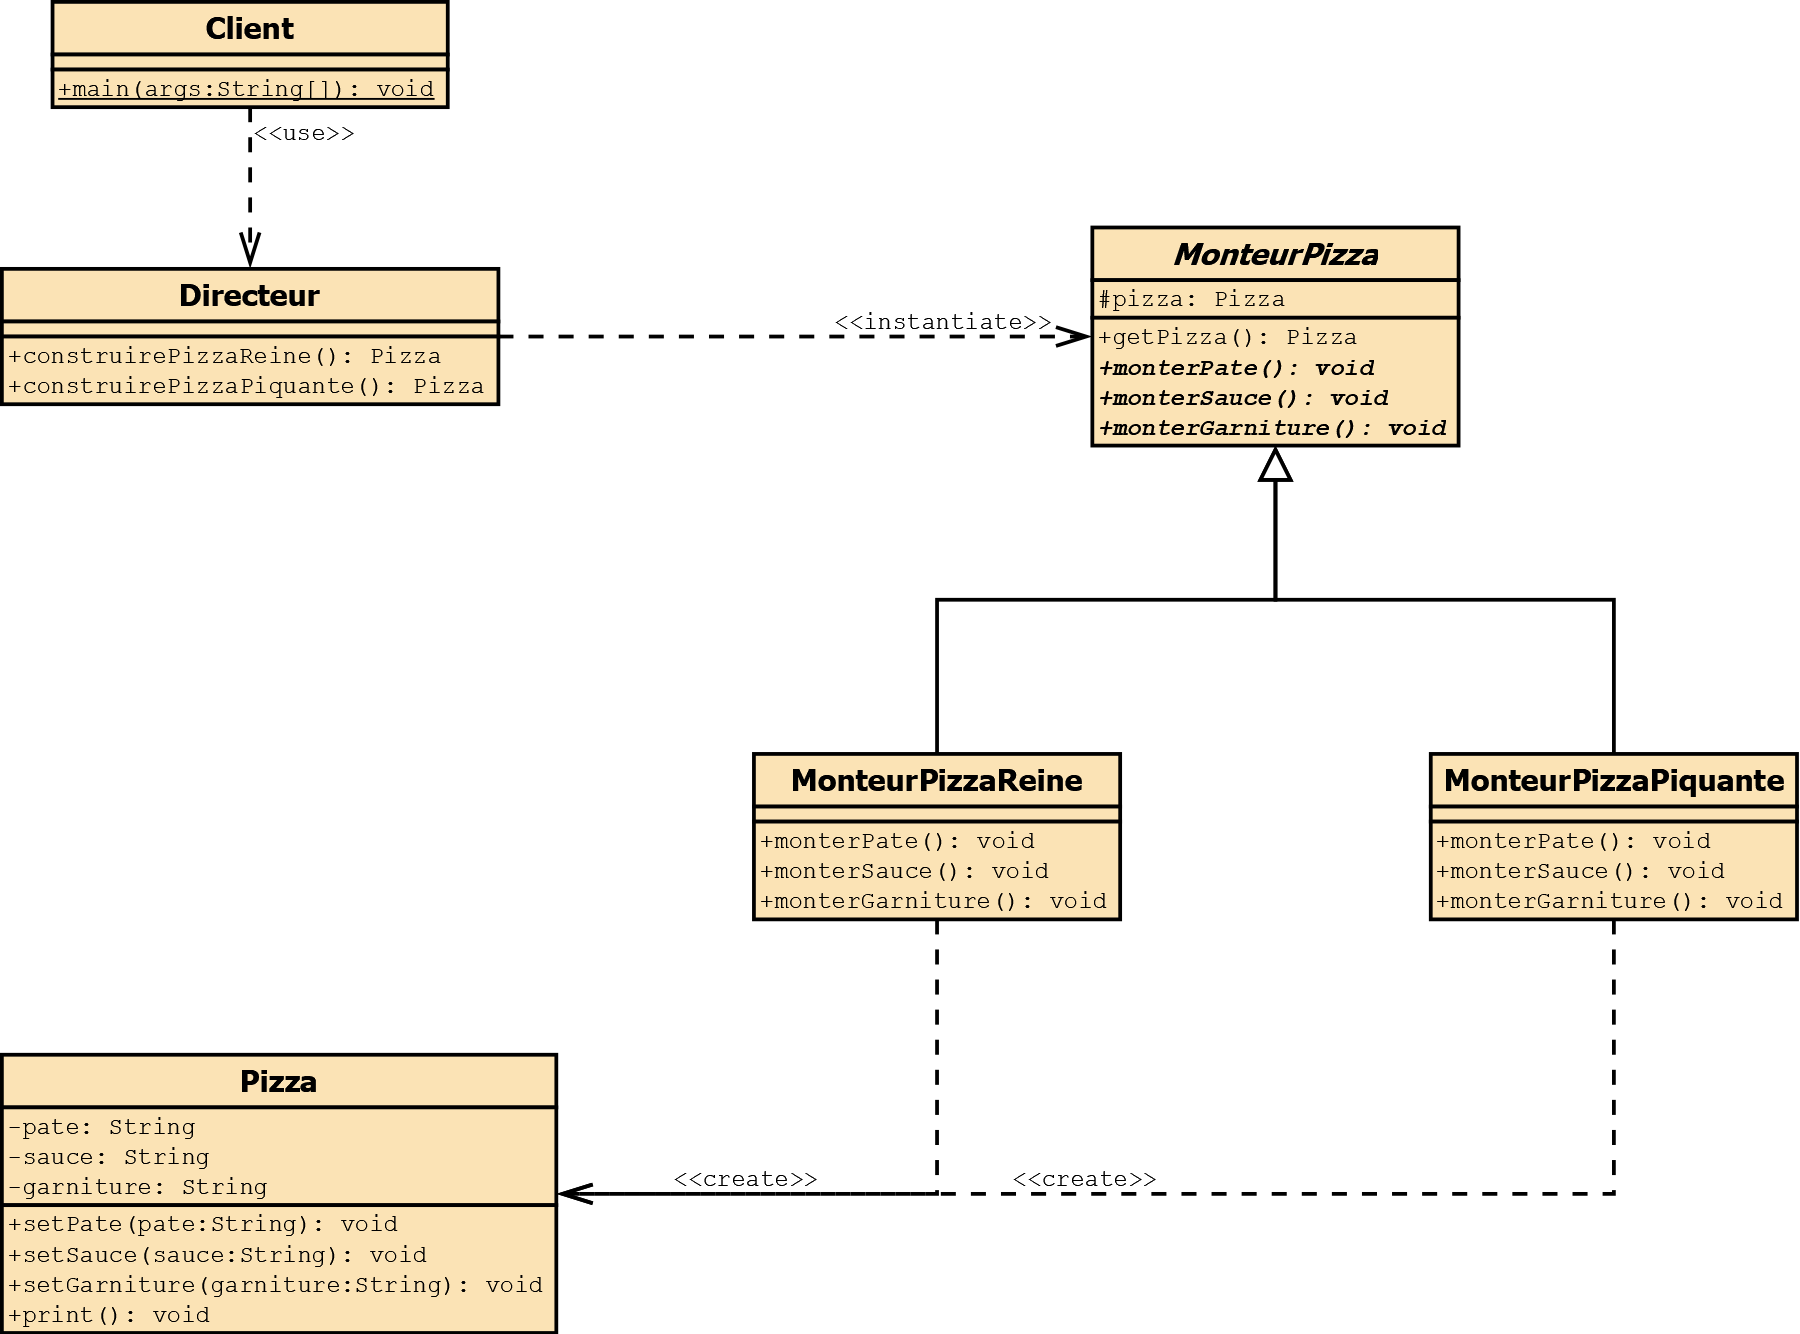 Client
+main(args:String[]): void
<<use>>
Directeur
+construirePizzaReine(): Pizza
+construirePizzaPiquante(): Pizza
<<instantiate>>
MonteurPizza
#pizza: Pizza
+getPizza(): Pizza
+monterPate(): void
+monterSauce(): void
+monterGarniture(): void
MonteurPizzaReine
+monterPate(): void
+monterSauce(): void
+monterGarniture(): void
MonteurPizzaPiquante
+monterPate(): void
+monterSauce(): void
+monterGarniture(): void
<<create>>
<<create>>
Pizza
-pate: String
-sauce: String
-garniture: String
+setPate(pate:String): void
+setSauce(sauce:String): void
+setGarniture(garniture:String): void
+print(): void